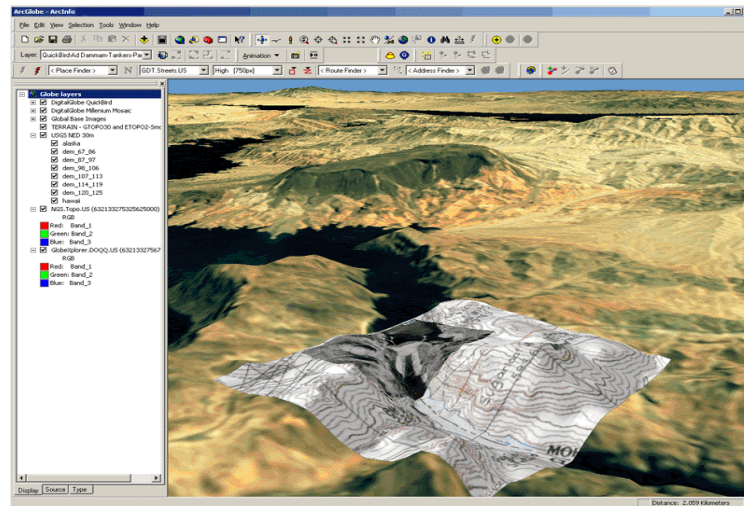 ArcGlobe - ArcInfo
File Edit View Selection Tools Window Help
Layer: QuickBird-Ad Dammam-Tankers-Pa Animation
< Place Finder > N GDT.Streets.US High [750px] < Route Finder > < Address Finder >
Globe layers
DigitalGlobe QuickBird
DigitalGlobe Millenium Mosaic
Global Base Images
TERRAIN - GTOPO30 and ETOPO2-Smo
USGS NED 30m
alaska
dem_67_86
dem_87_97
dem_98_106
dem_107_113
dem_114_119
dem_120_125
hawaii
NGS.Topo.US (632133275325625000)
RGB
Red: Band_1
Green: Band_2
Blue: Band_3
GlobeXplorer.DOQQ.US (63213327567
RGB
Red: Band_1
Green: Band_2
Blue: Band_3
MO
Display Source Type
Distance: 2.059 Kilometers